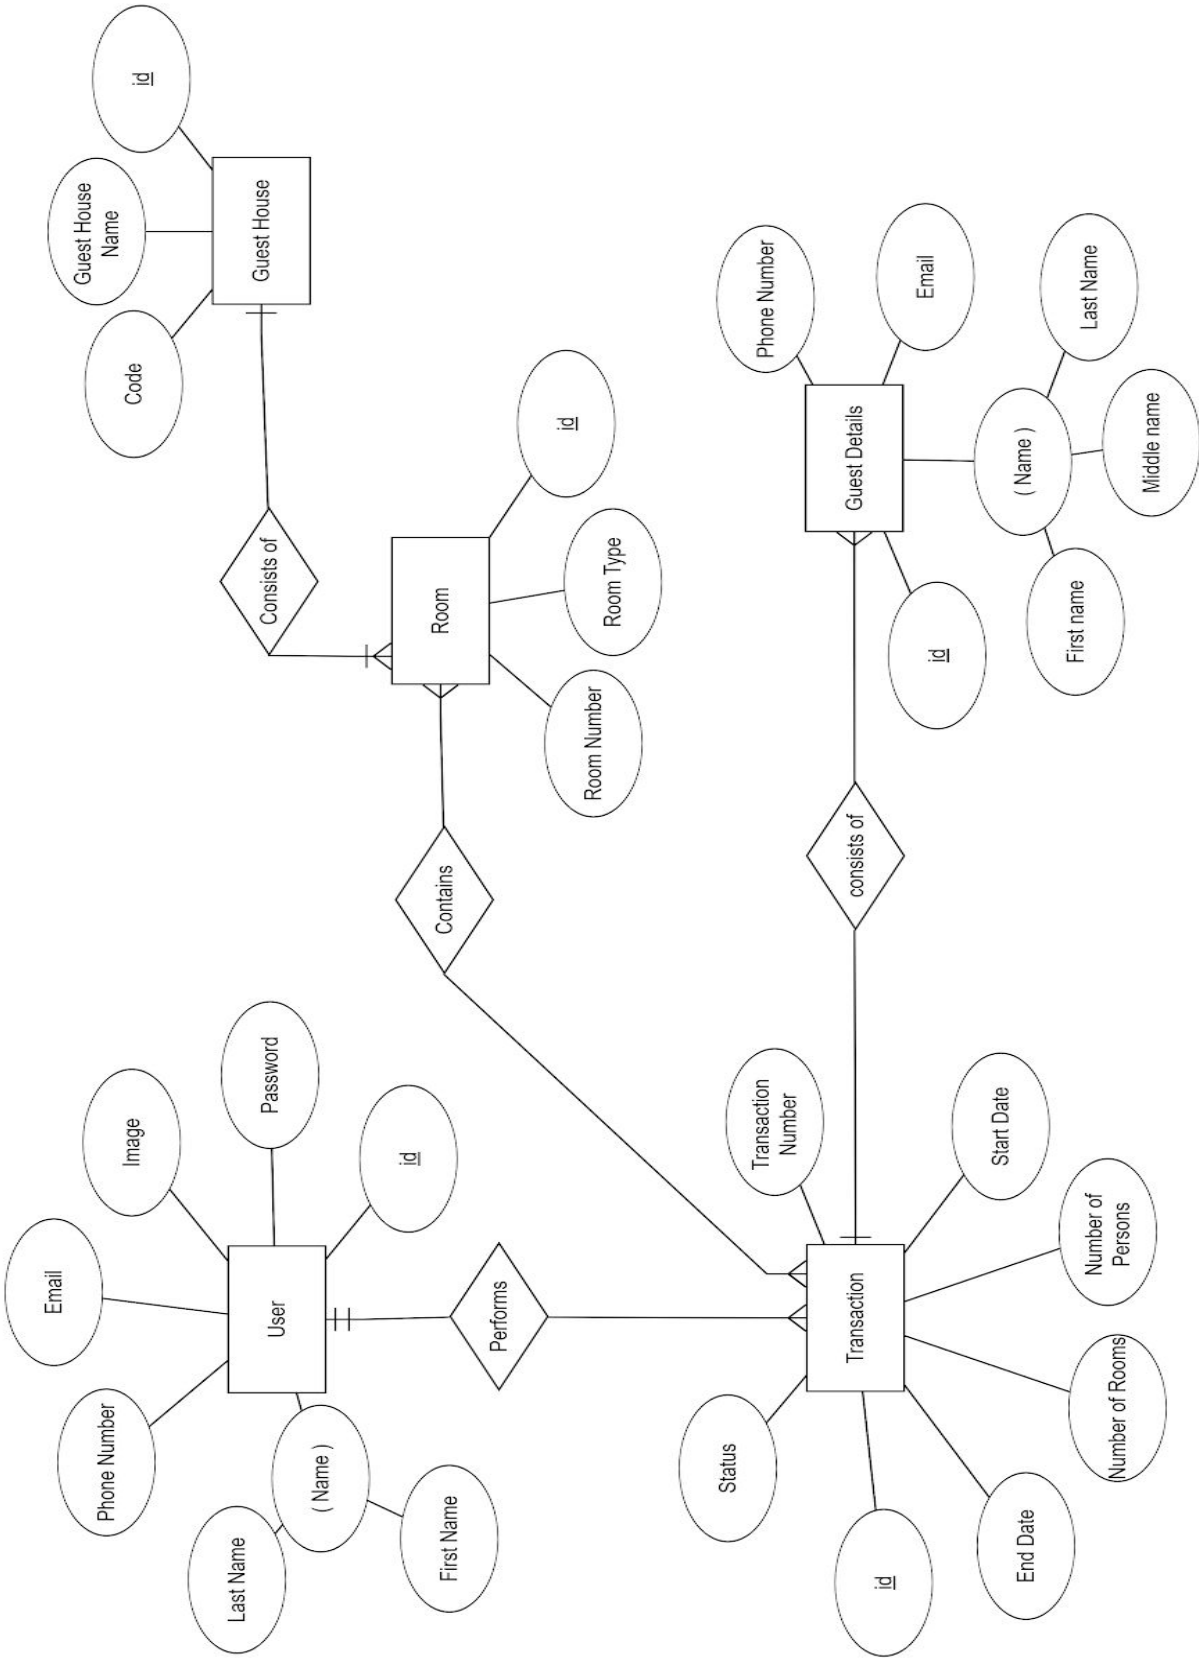 Email
Phone Number
Image
Last Name
User
Password
( Name )
id
First Name
Performs
Guest House
Name
Code
id
Guest House
Consists of
Contains
Room
id
Room Number
Room Type
Status
Transaction
Number
Transaction
id
End Date
Number of Rooms
Number of
Persons
Start Date
consists of
Phone Number
Guest Details
Email
id
( Name )
First name
Middle name
Last Name